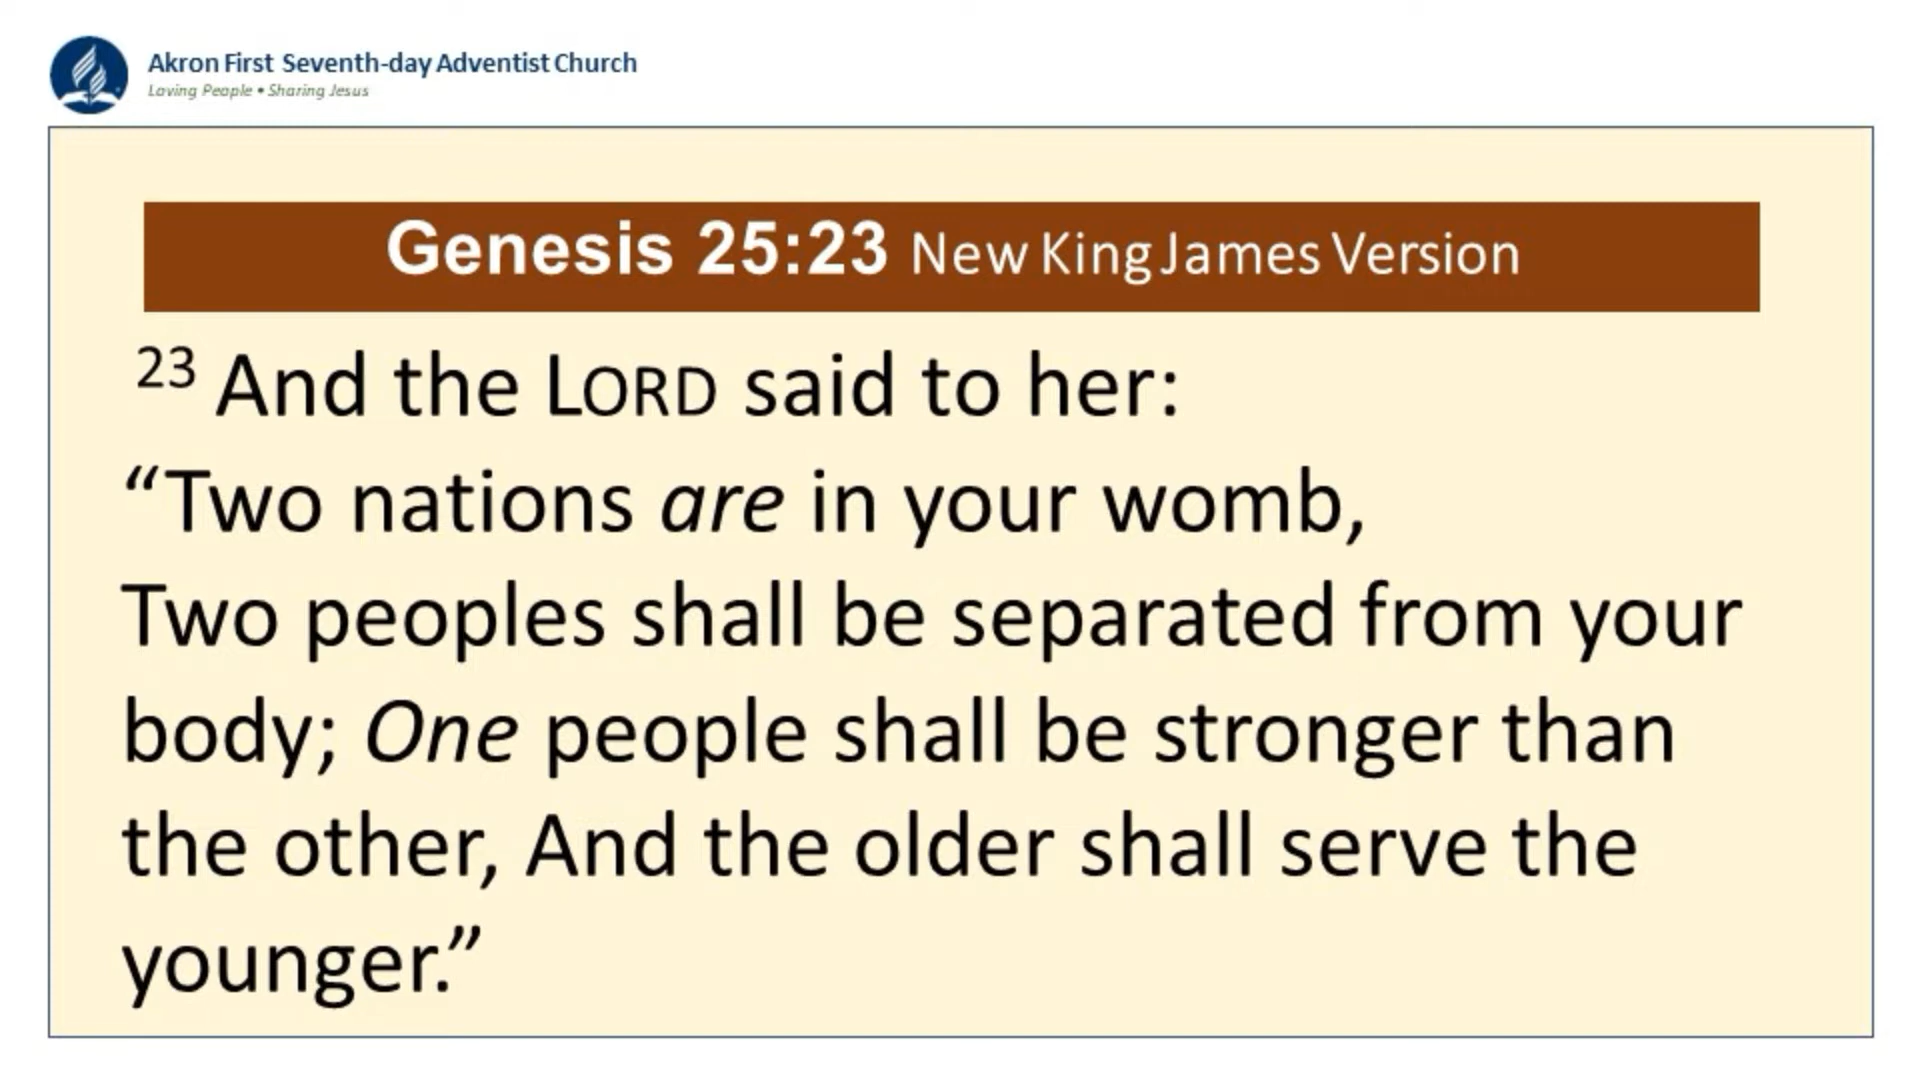 Akron First Seventh-day Adventist Church
Loving People • Sharing Jesus
Genesis 25:23 New King James Version
23 And the LORD said to her:
“Two nations are in your womb,
Two peoples shall be separated from your
body; One people shall be stronger than
the other, And the older shall serve the
younger.”